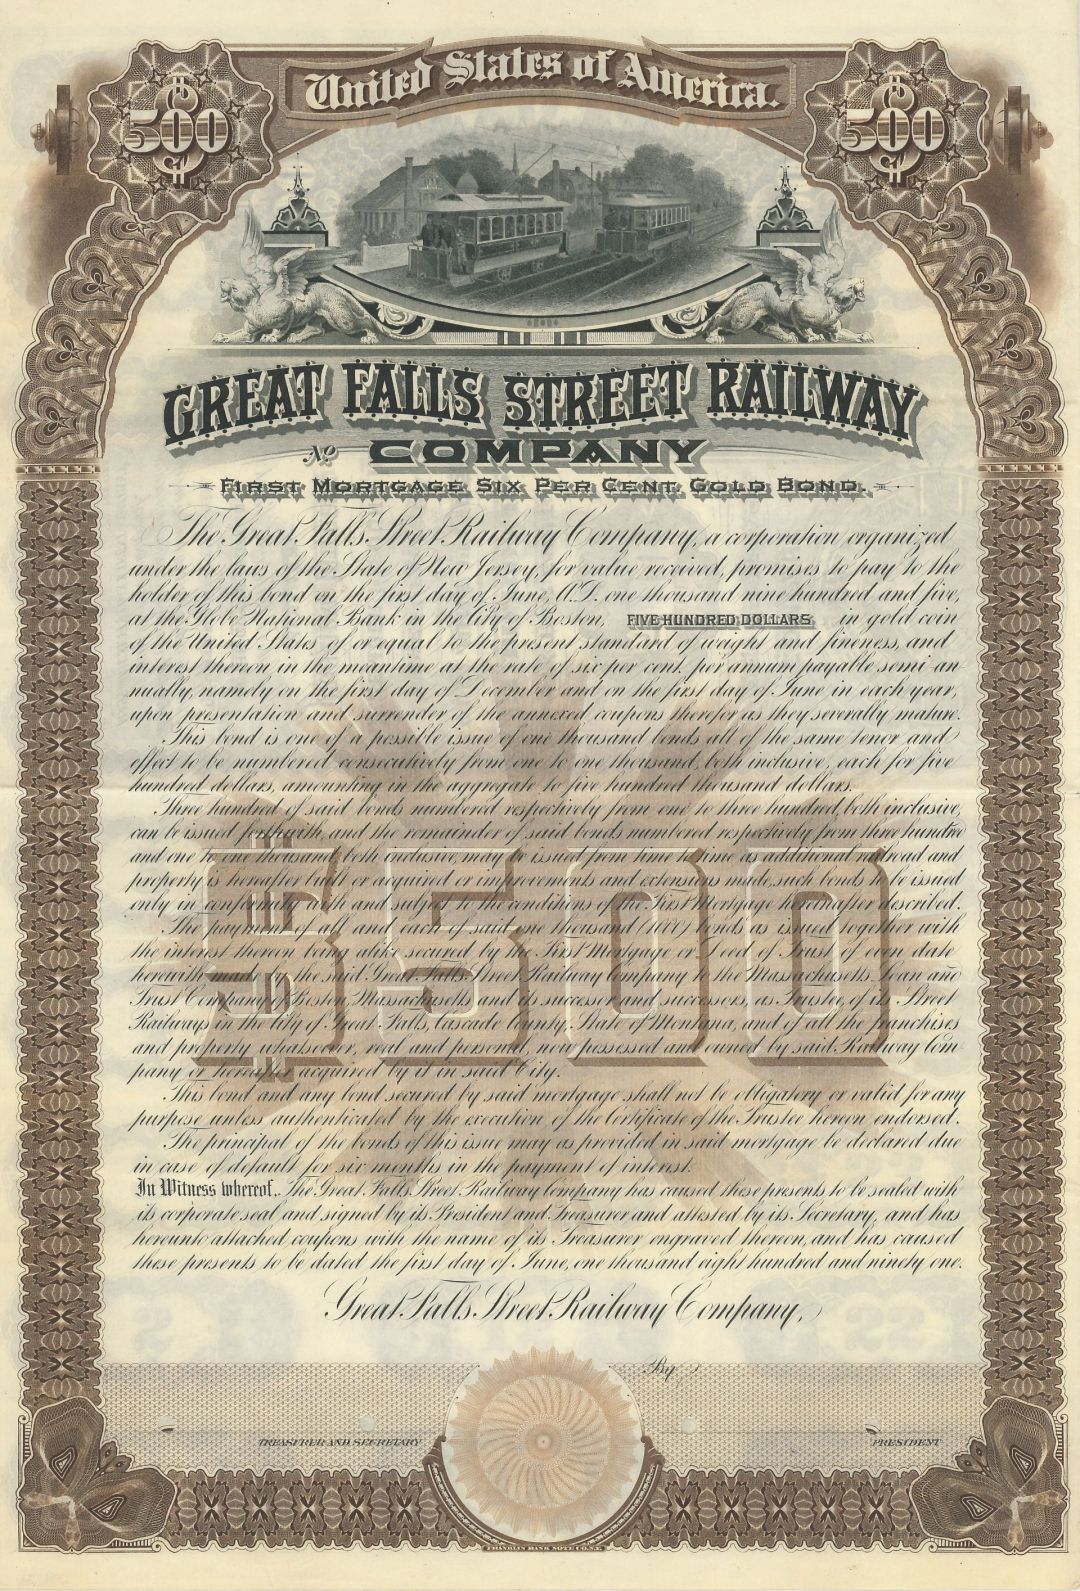 United States of America.
$500
$500
GREAT FALLS STREET RAILWAY
No COMPANY
FIRST MORTGAGE SIX PER CENT. GOLD BOND.
The Great Falls Street Railway Company, a corporation organized
under the laws of the State of New Jersey, for value received, promises to pay to the
holder of this bond on the first day of June, A.D. one thousand nine hundred and five,
at the Globe National Bank in the City of Boston, FIVE HUNDRED DOLLARS in gold coin
of the United States of or equal to the present standard of weight and fineness, and
interest thereon in the meantime at the rate of six per cent. per annum payable semi-an-
nually, namely on the first day of December and on the first day of June in each year,
upon presentation and surrender of the annexed coupons therefor as they severally mature.
This bond is one of a possible issue of one thousand bonds all of the same tenor and
effect to be numbered consecutively from one to one thousand, both inclusive, each for five
hundred dollars, amounting in the aggregate to five hundred thousand dollars.
Three hundred of said bonds numbered respectively from one to three hundred, both inclusive,
can be issued forthwith, and the remainder of said bonds numbered respectively from three hundred
and one to one thousand, both inclusive, may be issued from time to time as additional railroad and
property is hereafter built or acquired or improvements and extensions made, such bonds to be issued
only in conformity with and subject to the conditions of the First Mortgage hereinafter described.
The payment of all and each of said one thousand (1000) bonds as issued together with
the interest thereon being alike secured by the First Mortgage or Deed of Trust of even date
herewith made by the said Great Falls Street Railway Company to the Massachusetts Loan and
Trust Company of Boston, Massachusetts and its successor and successors, as Trustee, of its Street
Railways in the City of Great Falls, Cascade County, State of Montana, and of all the franchises
and property whatsoever, real and personal, now possessed and owned by said Railway Com-
pany or hereafter acquired by it in said City.
This bond and any bond secured by said mortgage shall not be obligatory or valid for any
purpose unless authenticated by the execution of the Certificate of the Trustee hereon endorsed.
The principal of the bonds of this issue may as provided in said mortgage be declared due
in case of default for six months in the payment of interest.
In Witness whereof, The Great Falls Street Railway Company has caused these presents to be sealed with
its corporate seal and signed by its President and Treasurer and attested by its Secretary, and has
hereunto attached coupons with the name of its Treasurer engraved thereon, and has caused
these presents to be dated the first day of June, one thousand eight hundred and ninety one.
$500
Great Falls Street Railway Company,
By
TREASURER AND SECRETARY
PRESIDENT
FRANKLIN BANK NOTE CO. N.Y.